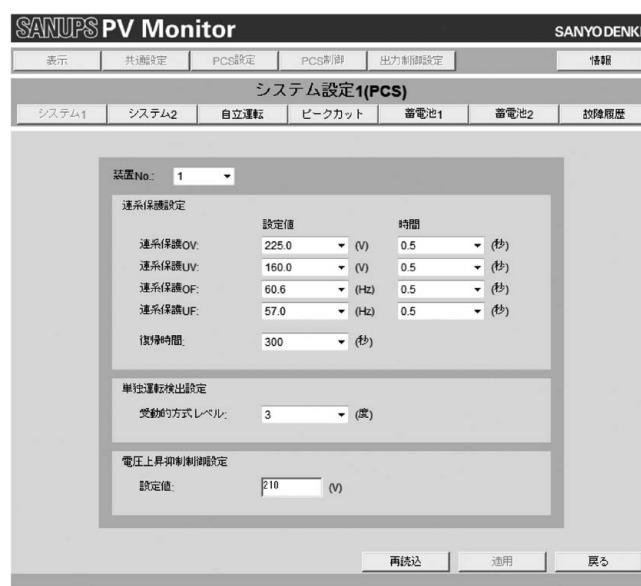 SANUPS PV Monitor SANYO DENKI
表示 共通設定 PCS設定 PCS制御 出力制御設定 情報
システム設定1(PCS)
システム1 システム2 自立運転 ピークカット 蓄電池1 蓄電池2 故障履歴
装置No.: 1
連系保護設定
設定値 時間
連系保護OV: 225.0 (V) 0.5 (秒)
連系保護UV: 160.0 (V) 0.5 (秒)
連系保護OF: 60.6 (Hz) 0.5 (秒)
連系保護UF: 57.0 (Hz) 0.5 (秒)
復帰時間: 300 (秒)
単独運転検出設定
受動的方式レベル: 3 (度)
電圧上昇抑制制御設定
設定値: 210 (V)
再読込 適用 戻る